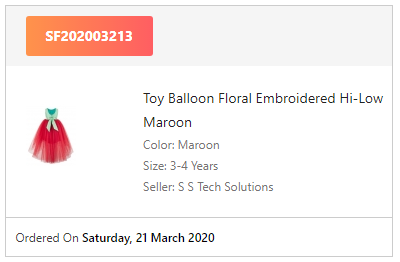 SF202003213
Toy Balloon Floral Embroidered Hi-Low
Maroon
Color: Maroon
Size: 3-4 Years
Seller: S S Tech Solutions
Ordered On Saturday, 21 March 2020